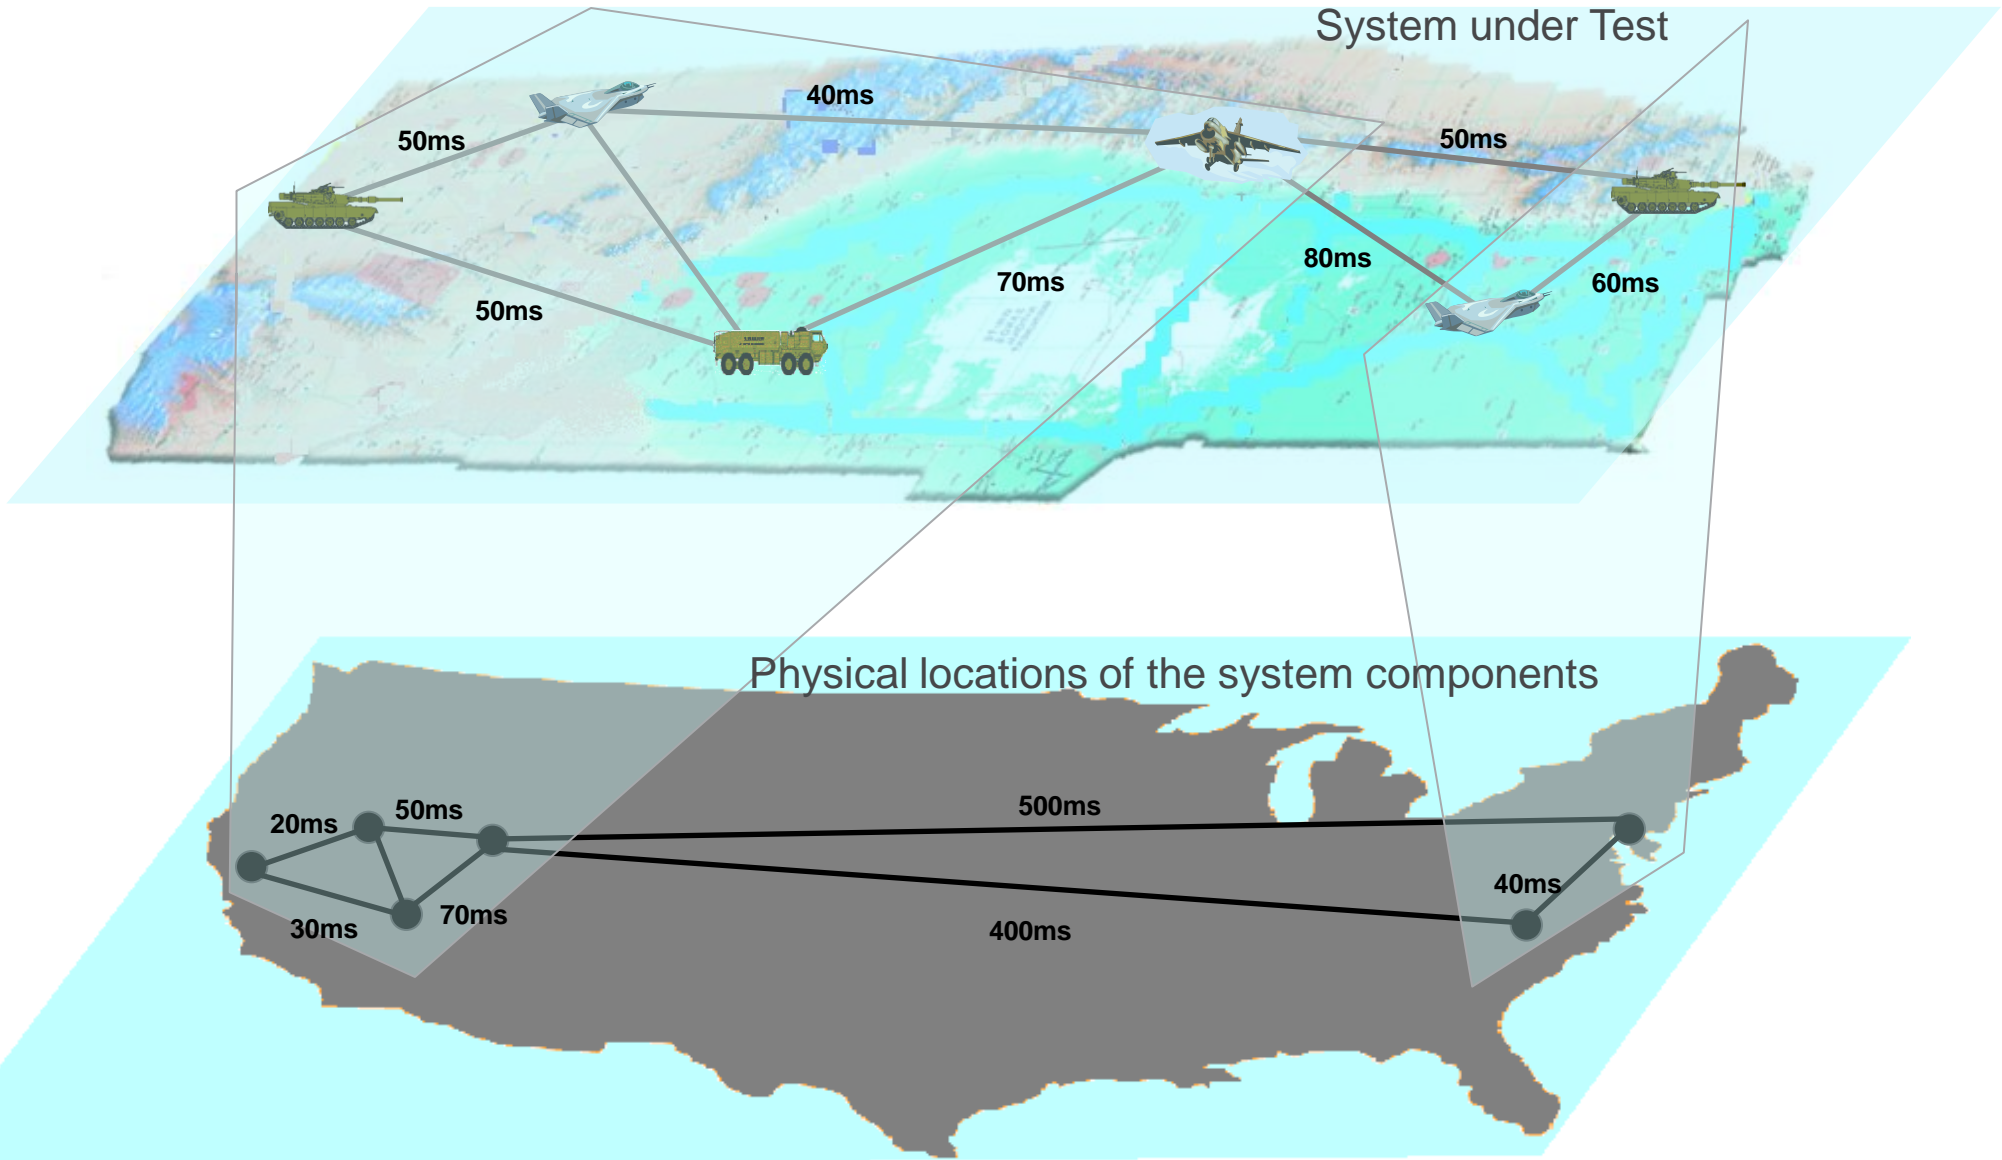 System under Test
40ms
50ms
50ms
50ms
70ms
80ms
60ms
Physical locations of the system components
20ms
50ms
500ms
30ms
70ms
400ms
40ms